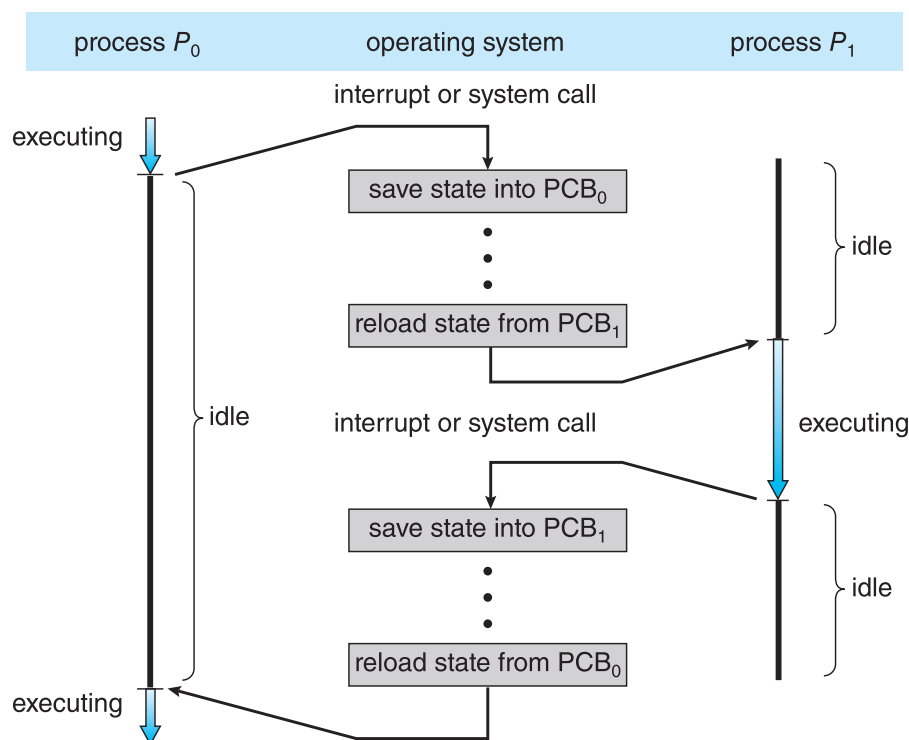 process P₀ operating system process P₁
interrupt or system call
executing
save state into PCB₀
idle
reload state from PCB₁
idle
interrupt or system call executing
save state into PCB₁
idle
reload state from PCB₀
executing